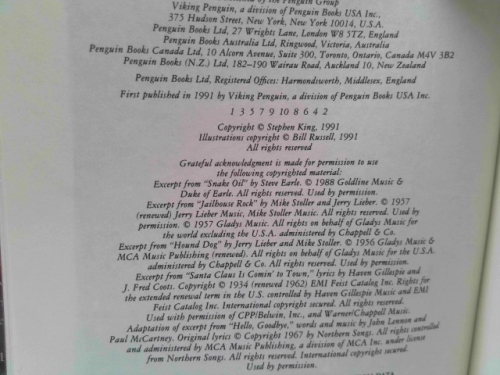 by the Penguin Group
Viking Penguin, a division of Penguin Books USA Inc.,
375 Hudson Street, New York, New York 10014, U.S.A.
Penguin Books Ltd, 27 Wrights Lane, London W8 5TZ, England
Penguin Books Australia Ltd, Ringwood, Victoria, Australia
Penguin Books Canada Ltd, 10 Alcorn Avenue, Suite 300, Toronto, Ontario, Canada M4V 3B2
Penguin Books (N.Z.) Ltd, 182–190 Wairau Road, Auckland 10, New Zealand
Penguin Books Ltd, Registered Offices: Harmondsworth, Middlesex, England
First published in 1991 by Viking Penguin, a division of Penguin Books USA Inc.
1 3 5 7 9 10 8 6 4 2
Copyright © Stephen King, 1991
Illustrations copyright © Bill Russell, 1991
All rights reserved
Grateful acknowledgment is made for permission to use
the following copyrighted material:
Excerpt from "Snake Oil" by Steve Earle. © 1988 Goldline Music &
Duke of Earle. All rights reserved. Used by permission.
Excerpt from "Jailhouse Rock" by Mike Stoller and Jerry Lieber. © 1957
(renewed) Jerry Lieber Music, Mike Stoller Music. All rights reserved. Used by
permission. © 1957 Gladys Music. All rights on behalf of Gladys Music for
the world excluding the U.S.A. administered by Chappell & Co.
Excerpt from "Hound Dog" by Jerry Lieber and Mike Stoller. © 1956 Gladys Music &
MCA Music Publishing (renewed). All rights on behalf of Gladys Music for the U.S.A.
administered by Chappell & Co. All rights reserved. Used by permission.
Excerpt from "Santa Claus Is Comin' to Town," lyrics by Haven Gillespie and
J. Fred Coots. Copyright © 1934 (renewed 1962) EMI Feist Catalog Inc. Rights for
the extended renewal term in the U.S. controlled by Haven Gillespie Music and EMI
Feist Catalog Inc. International copyright secured. All rights reserved.
Used with permission of CPP/Belwin, Inc., and Warner/Chappell Music.
Adaptation of excerpt from "Hello, Goodbye," words and music by John Lennon and
Paul McCartney. Original lyrics © Copyright 1967 by Northern Songs. All rights controlled
and administered by MCA Music Publishing, a division of MCA Inc. under license
from Northern Songs. All rights reserved. International copyright secured.
Used by permission.
DATA